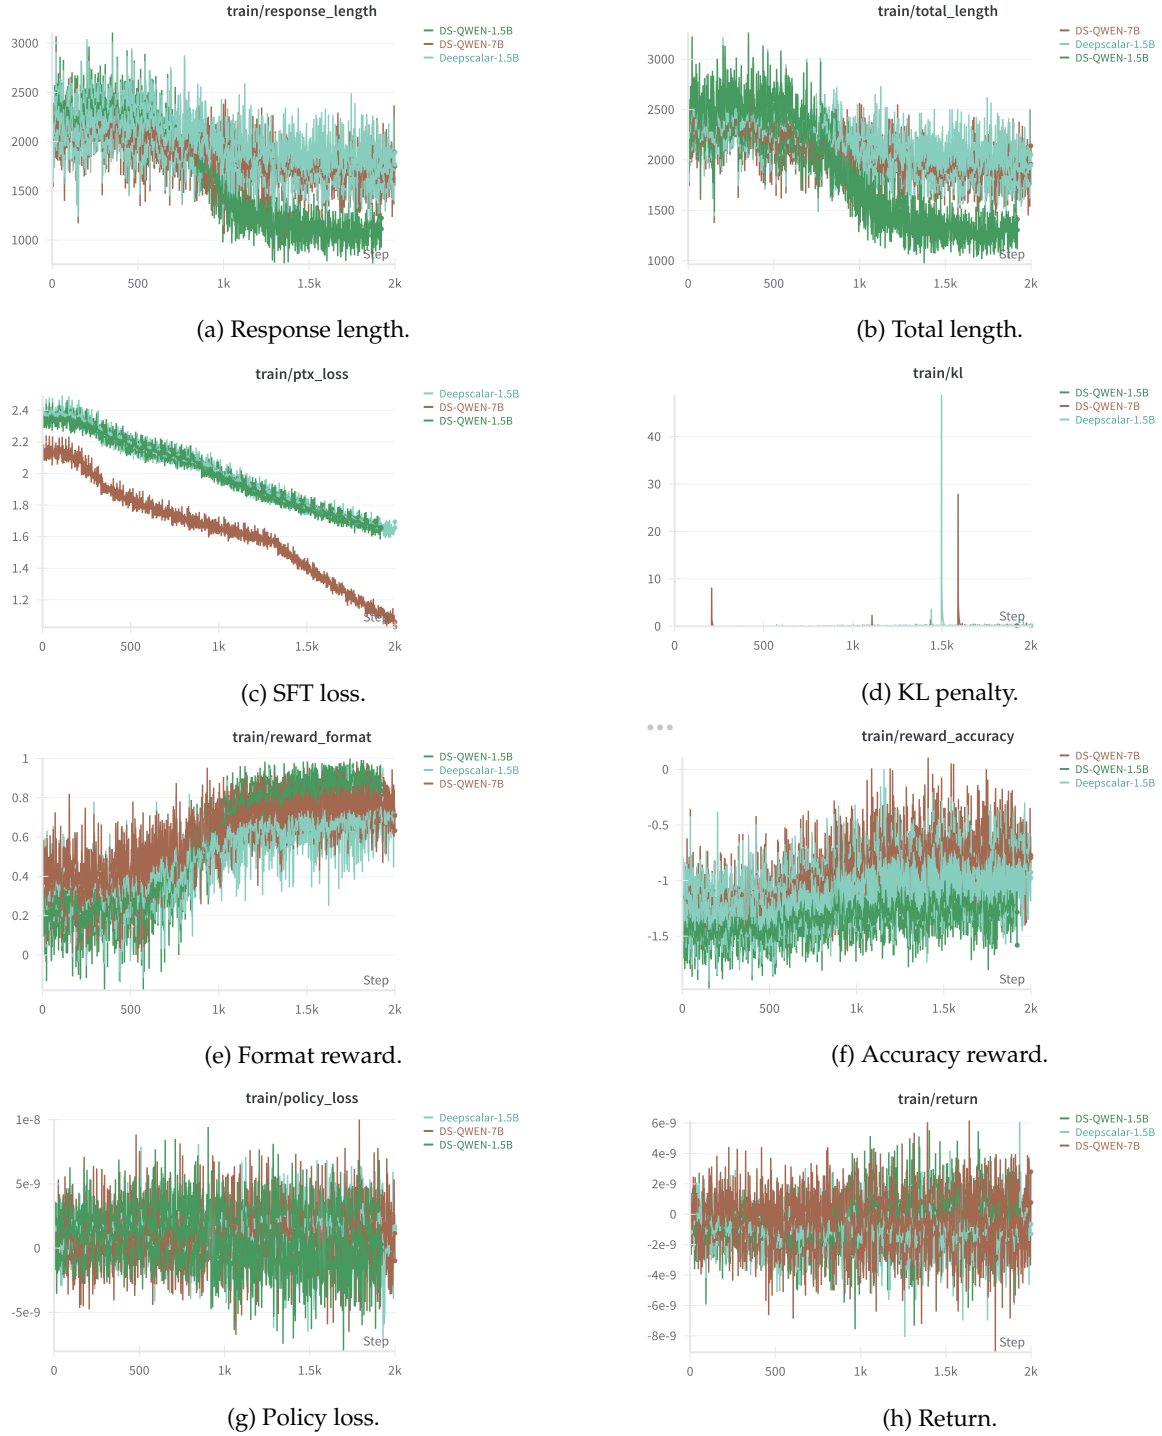 train/response_length
DS-QWEN-1.5B
DS-QWEN-7B
Deepscalar-1.5B
3000
2500
2000
1500
1000
Step
0 500 1k 1.5k 2k
(a) Response length.
train/total_length
DS-QWEN-7B
Deepscalar-1.5B
DS-QWEN-1.5B
3000
2500
2000
1500
1000
Step
0 500 1k 1.5k 2k
(b) Total length.
train/ptx_loss
Deepscalar-1.5B
DS-QWEN-7B
DS-QWEN-1.5B
2.4
2.2
2
1.8
1.6
1.4
1.2
Step
0 500 1k 1.5k 2k
(c) SFT loss.
train/kl
DS-QWEN-1.5B
DS-QWEN-7B
Deepscalar-1.5B
40
30
20
10
0
Step
0 500 1k 1.5k 2k
(d) KL penalty.
train/reward_format
DS-QWEN-1.5B
Deepscalar-1.5B
DS-QWEN-7B
1
0.8
0.6
0.4
0.2
0
Step
0 500 1k 1.5k 2k
(e) Format reward.
train/reward_accuracy
DS-QWEN-7B
DS-QWEN-1.5B
Deepscalar-1.5B
0
-0.5
-1
-1.5
Step
0 500 1k 1.5k 2k
(f) Accuracy reward.
train/policy_loss
Deepscalar-1.5B
DS-QWEN-7B
DS-QWEN-1.5B
1e-8
5e-9
0
-5e-9
Step
0 500 1k 1.5k 2k
(g) Policy loss.
train/return
DS-QWEN-1.5B
Deepscalar-1.5B
DS-QWEN-7B
6e-9
4e-9
2e-9
0
-2e-9
-4e-9
-6e-9
-8e-9
Step
0 500 1k 1.5k 2k
(h) Return.